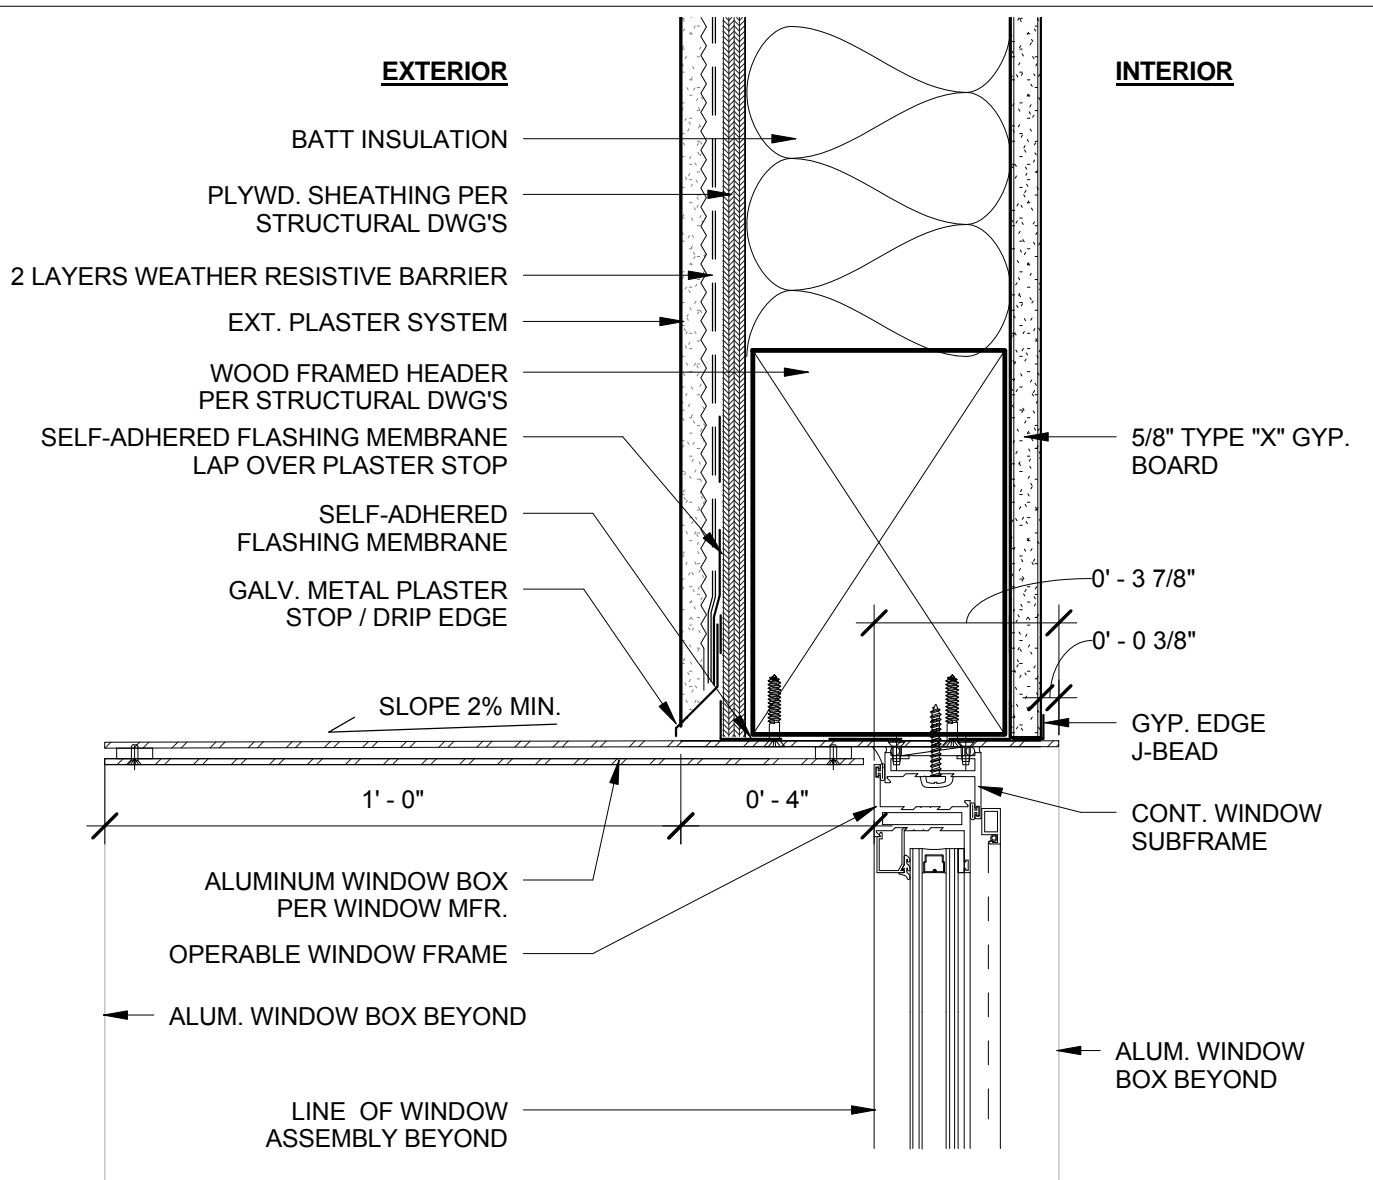 EXTERIOR
INTERIOR
BATT INSULATION
PLYWD. SHEATHING PER
STRUCTURAL DWG'S
2 LAYERS WEATHER RESISTIVE BARRIER
EXT. PLASTER SYSTEM
WOOD FRAMED HEADER
PER STRUCTURAL DWG'S
SELF-ADHERED FLASHING MEMBRANE
LAP OVER PLASTER STOP
5/8" TYPE "X" GYP.
BOARD
SELF-ADHERED
FLASHING MEMBRANE
GALV. METAL PLASTER
STOP / DRIP EDGE
0' - 3 7/8"
0' - 0 3/8"
SLOPE 2% MIN.
GYP. EDGE
J-BEAD
1' - 0"
0' - 4"
CONT. WINDOW
SUBFRAME
ALUMINUM WINDOW BOX
PER WINDOW MFR.
OPERABLE WINDOW FRAME
ALUM. WINDOW BOX BEYOND
ALUM. WINDOW
BOX BEYOND
LINE OF WINDOW
ASSEMBLY BEYOND